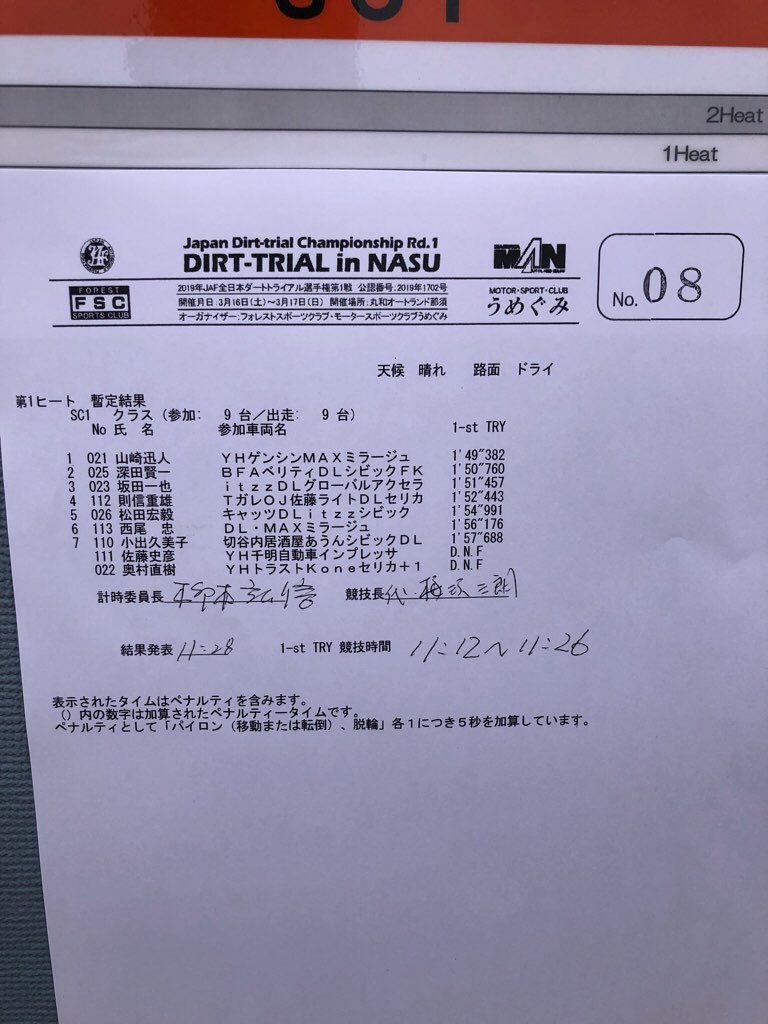 2Heat
1Heat
Japan Dirt-trial Championship Rd.1
DIRT-TRIAL in NASU
MAN
FOREST
FSC
SPORTS CLUB
2019年JAF全日本ダートトライアル選手権第1戦 公認番号:2019年1702号
開催月日:3月16日(土)~3月17日(日) 開催場所:丸和オートランド那須
オーガナイザー:フォレストスポーツクラブ・モータースポーツクラブうめぐみ
MOTOR・SPORT・CLUB
うめぐみ
No. 08
天候 晴れ 路面 ドライ
第1ヒート 暫定結果
SC1 クラス (参加: 9 台/出走: 9 台)
No 氏 名 参加車両名 1-st TRY
1 021 山崎迅人 YHゲンシンMAXミラージュ 1'49"382
2 025 深田賢一 BFAベリティDLシビックFK 1'50"760
3 023 坂田一也 itzzDLグローバルアクセラ 1'51"457
4 112 則信重雄 TガレOJ佐藤ライトDLセリカ 1'52"443
5 026 松田宏毅 キャッツDLitzzシビック 1'54"991
6 113 西尾 忠 DL・MAXミラージュ 1'56"176
7 110 小出久美子 切谷内居酒屋あうんシビックDL 1'57"688
111 佐藤史彦 YH千明自動車インプレッサ D.N.F
022 奥村直樹 YHトラストKoneセリカ+1 D.N.F
計時委員長 競技長
結果発表 11:28 1-st TRY 競技時間 11:12~11:26
表示されたタイムはペナルティを含みます。
()内の数字は加算されたペナルティータイムです。
ペナルティとして「パイロン(移動または転倒)、脱輪」各1につき5秒を加算しています。